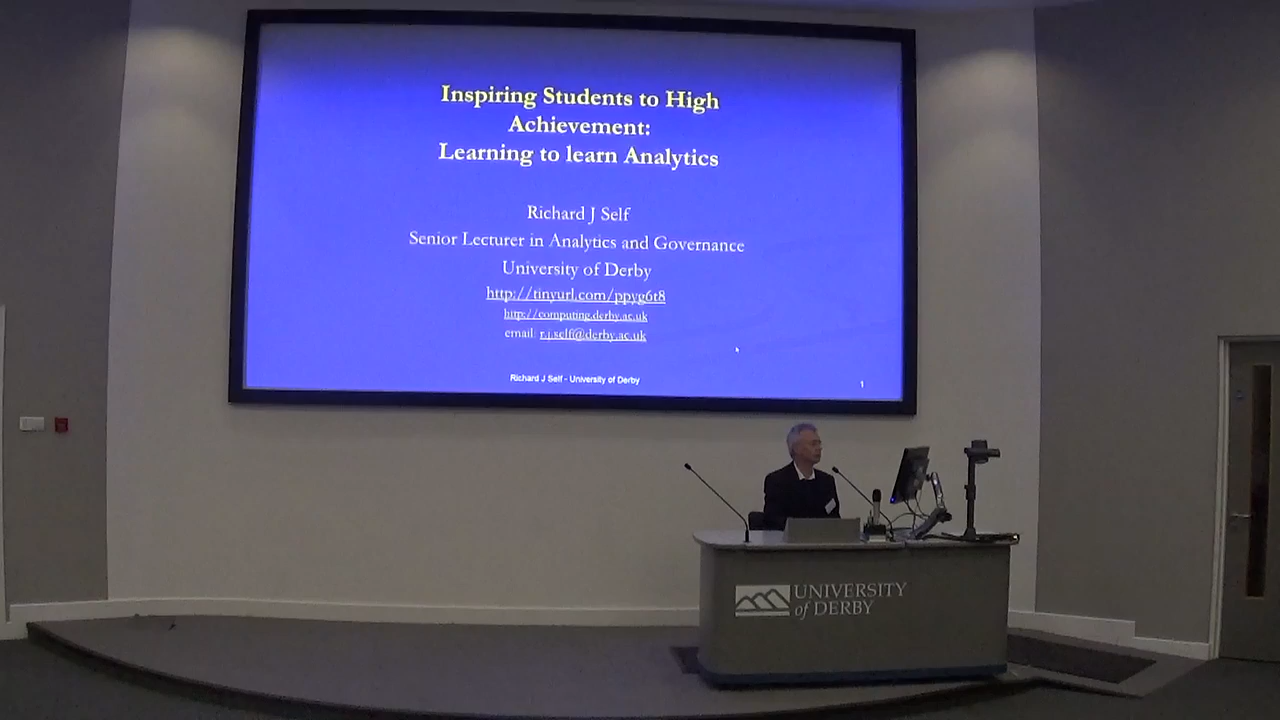 Inspiring Students to High
Achievement:
Learning to learn Analytics
Richard J Self
Senior Lecturer in Analytics and Governance
University of Derby
http://tinyurl.com/ppyg6t8
http://computing.derby.ac.uk
email: r.j.self@derby.ac.uk
Richard J Self - University of Derby
1
UNIVERSITY
of DERBY